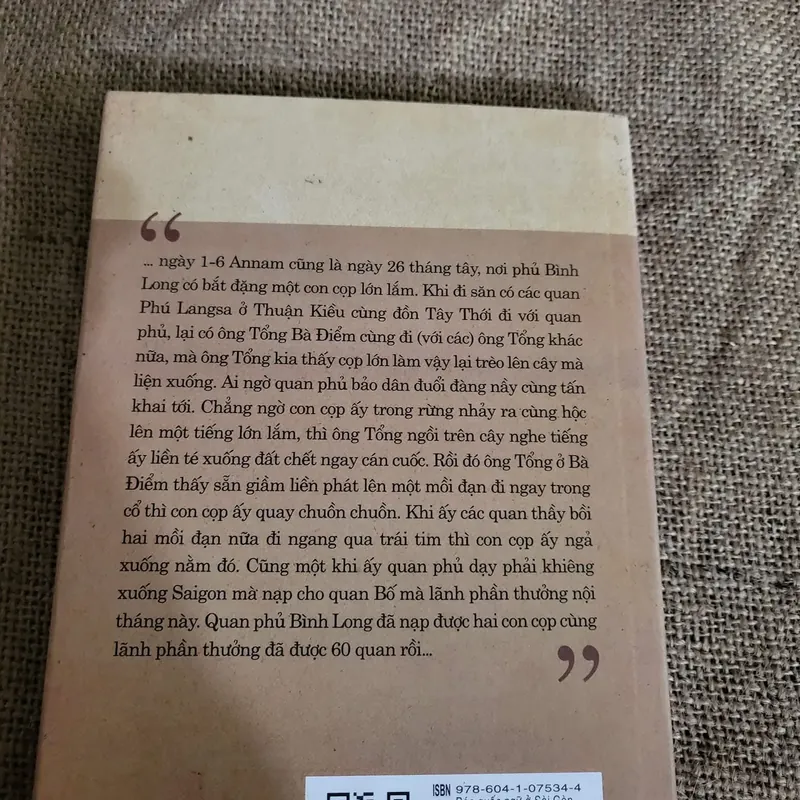 “
... ngày 1-6 Annam cũng là ngày 26 tháng tây, nơi phủ Bình
Long có bắt đặng một con cọp lớn lắm. Khi đi săn có các quan
Phú Langsa ở Thuận Kiều cùng đồn Tây Thới đi với quan
phủ, lại có ông Tổng Bà Điểm cùng đi (với các) ông Tổng khác
nữa, mà ông Tổng kia thấy cọp lớn làm vậy lại trèo lên cây mà
liện xuống. Ai ngờ quan phủ bảo dân đuổi đàng nầy cùng tấn
khai tới. Chẳng ngờ con cọp ấy trong rừng nhảy ra cùng hộc
lên một tiếng lớn lắm, thì ông Tổng ngồi trên cây nghe tiếng
ấy liền té xuống đất chết ngay cán cuốc. Rồi đó ông Tổng ở Bà
Điểm thấy sẵn giầm liền phát lên một mồi đạn đi ngay trong
cổ thì con cọp ấy quay chuồn chuồn. Khi ấy các quan thầy bồi
hai mồi đạn nữa đi ngang qua trái tim thì con cọp ấy ngả
xuống nằm đó. Cũng một khi ấy quan phủ dạy phải khiêng
xuống Saigon mà nạp cho quan Bố mà lãnh phần thưởng nội
tháng này. Quan phủ Bình Long đã nạp được hai con cọp cùng
lãnh phần thưởng đã được 60 quan rồi...
”
ISBN 978-604-1-07534-4
Báo quốc ngữ ở Sài Gòn